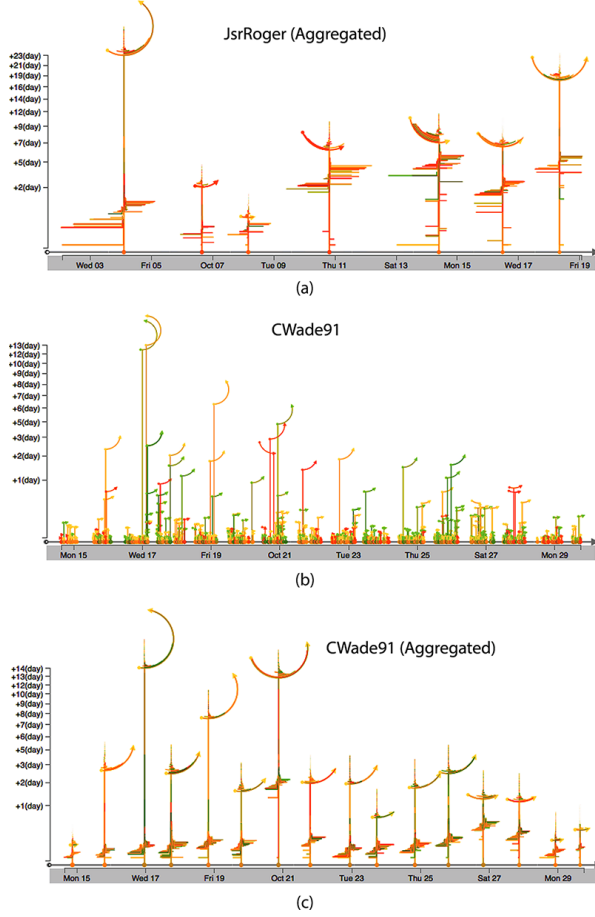 JsrRoger (Aggregated)
+23(day)
+21(day)
+19(day)
+16(day)
+14(day)
+12(day)
+9(day)
+7(day)
+5(day)
+2(day)
Wed 03 Fri 05 Oct 07 Tue 09 Thu 11 Sat 13 Mon 15 Wed 17 Fri 19
(a)
CWade91
+13(day)
+12(day)
+10(day)
+9(day)
+8(day)
+7(day)
+6(day)
+5(day)
+3(day)
+2(day)
+1(day)
Mon 15 Wed 17 Fri 19 Oct 21 Tue 23 Thu 25 Sat 27 Mon 29
(b)
CWade91 (Aggregated)
+14(day)
+13(day)
+12(day)
+10(day)
+9(day)
+8(day)
+7(day)
+5(day)
+3(day)
+2(day)
+1(day)
Mon 15 Wed 17 Fri 19 Oct 21 Tue 23 Thu 25 Sat 27 Mon 29
(c)